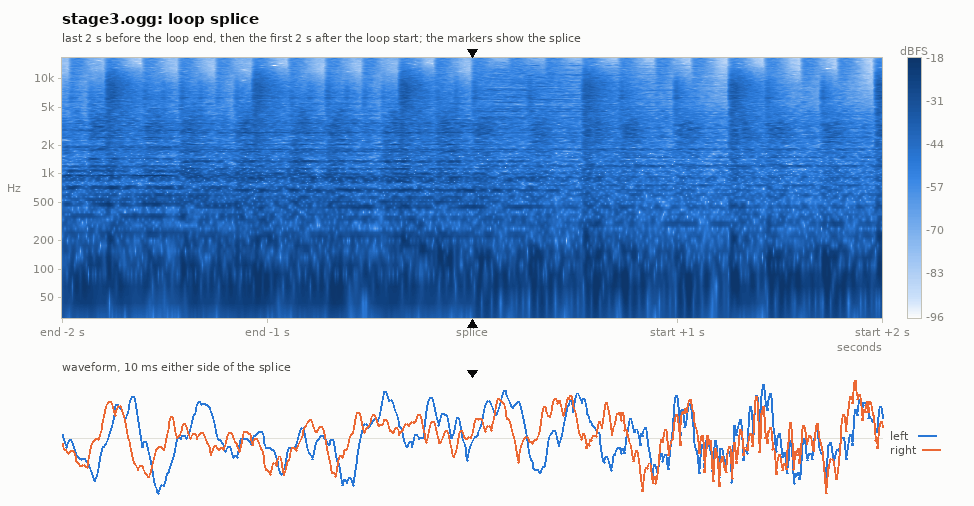 stage3.ogg: loop splice
last 2 s before the loop end, then the first 2 s after the loop start; the markers show the splice
dBFS
10k
5k
2k
1k
500
200
100
50
Hz
-18
-31
-44
-57
-70
-83
-96
end -2 s
end -1 s
splice
start +1 s
start +2 s
seconds
waveform, 10 ms either side of the splice
left
right